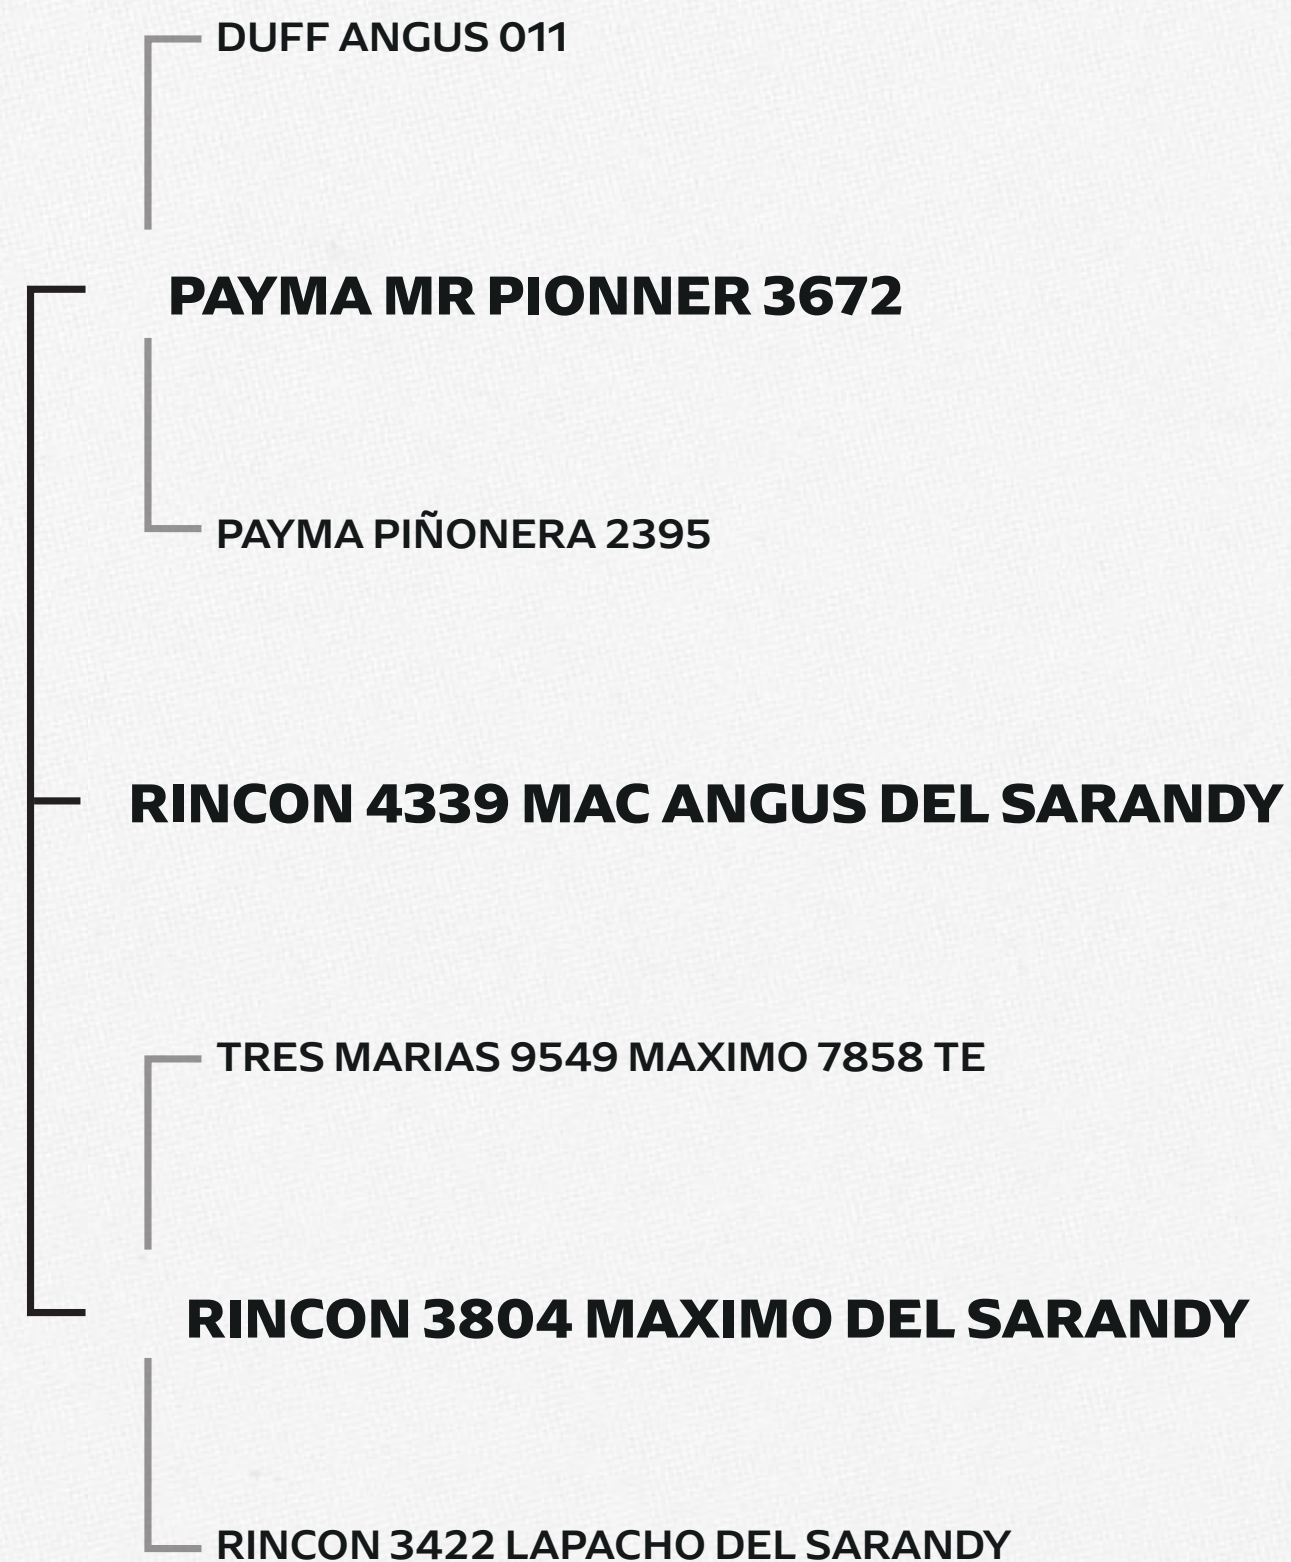 DUFF ANGUS 011
PAYMA MR PIONNER 3672
PAYMA PIÑONERA 2395
RINCON 4339 MAC ANGUS DEL SARANDY
TRES MARIAS 9549 MAXIMO 7858 TE
RINCON 3804 MAXIMO DEL SARANDY
RINCON 3422 LAPACHO DEL SARANDY